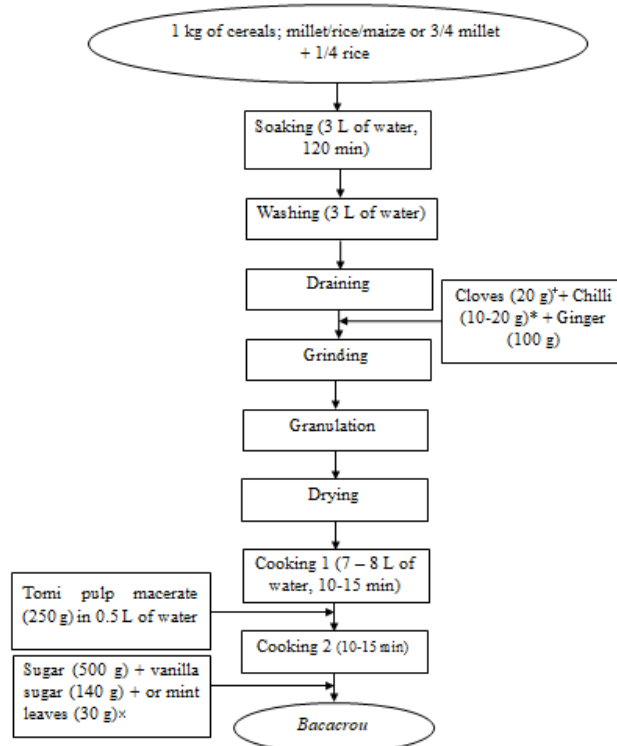 1 kg of cereals; millet/rice/maize or 3/4 millet
+ 1/4 rice
Soaking (3 L of water,
120 min)
Washing (3 L of water)
Draining
Cloves (20 g)⁺+ Chilli
(10-20 g)* + Ginger
(100 g)
Grinding
Granulation
Drying
Cooking 1 (7 – 8 L of
water, 10-15 min)
Tomi pulp macerate
(250 g) in 0.5 L of water
Cooking 2 (10-15 min)
Sugar (500 g) + vanilla
sugar (140 g) + or mint
leaves (30 g)×
Bacacrou